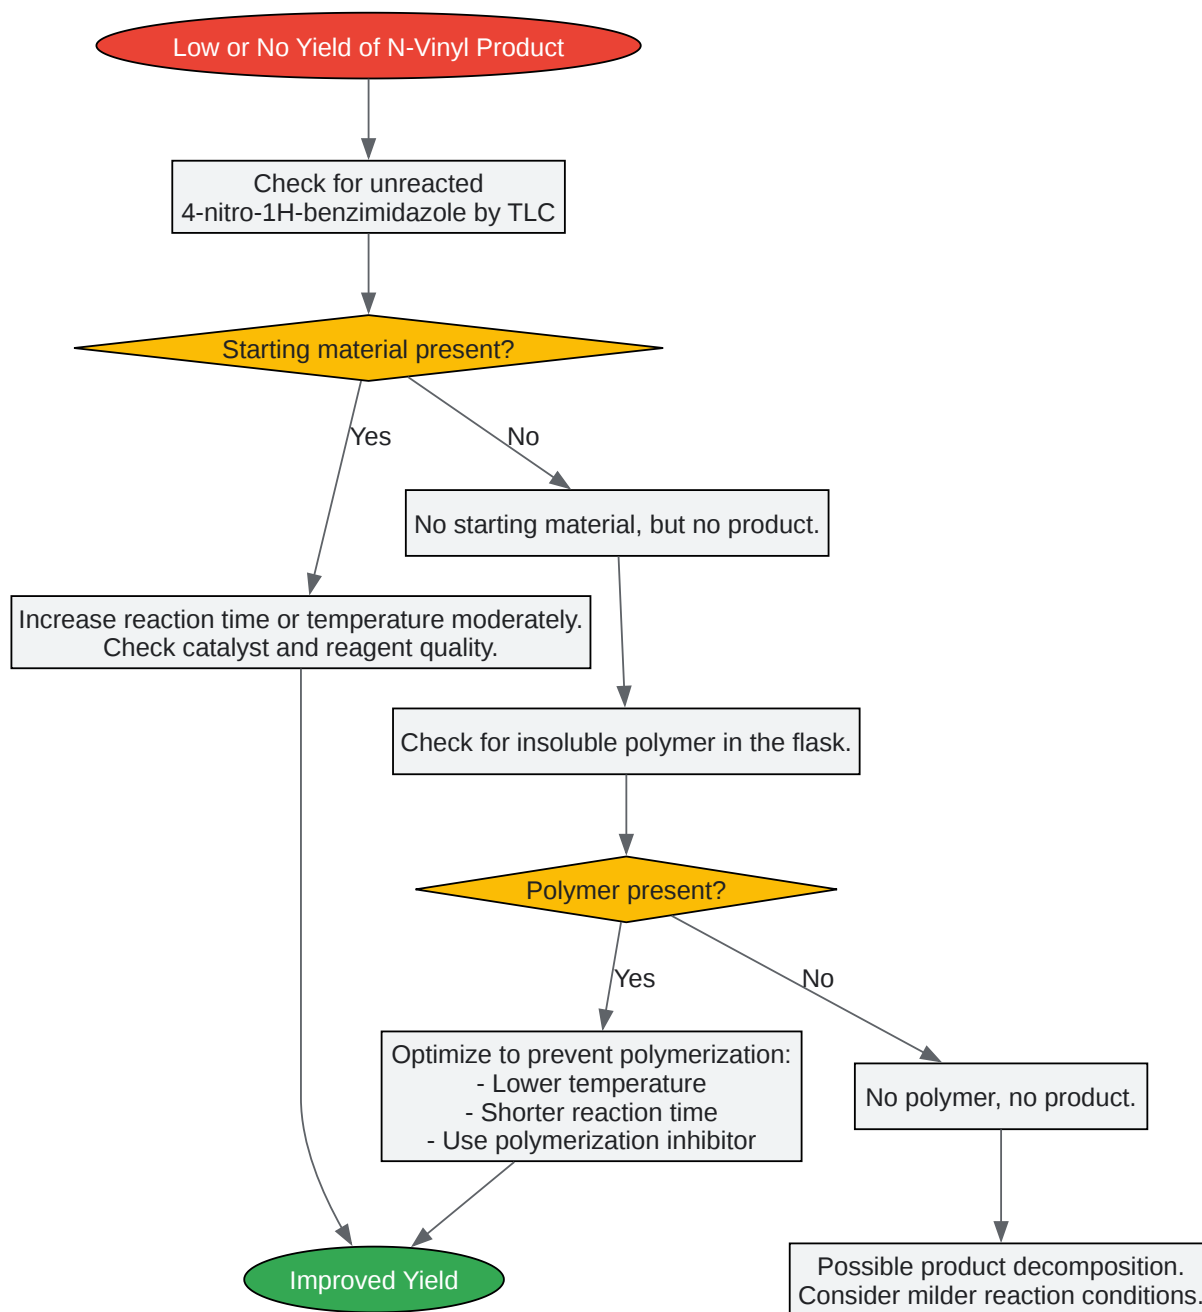 Low or No Yield of N-Vinyl Product
Check for unreacted
4-nitro-1H-benzimidazole by TLC
Starting material present?
Yes
No
No starting material, but no product.
Increase reaction time or temperature moderately.
Check catalyst and reagent quality.
Check for insoluble polymer in the flask.
Polymer present?
Yes
No
Optimize to prevent polymerization:
- Lower temperature
- Shorter reaction time
- Use polymerization inhibitor
No polymer, no product.
Improved Yield
Possible product decomposition.
Consider milder reaction conditions.